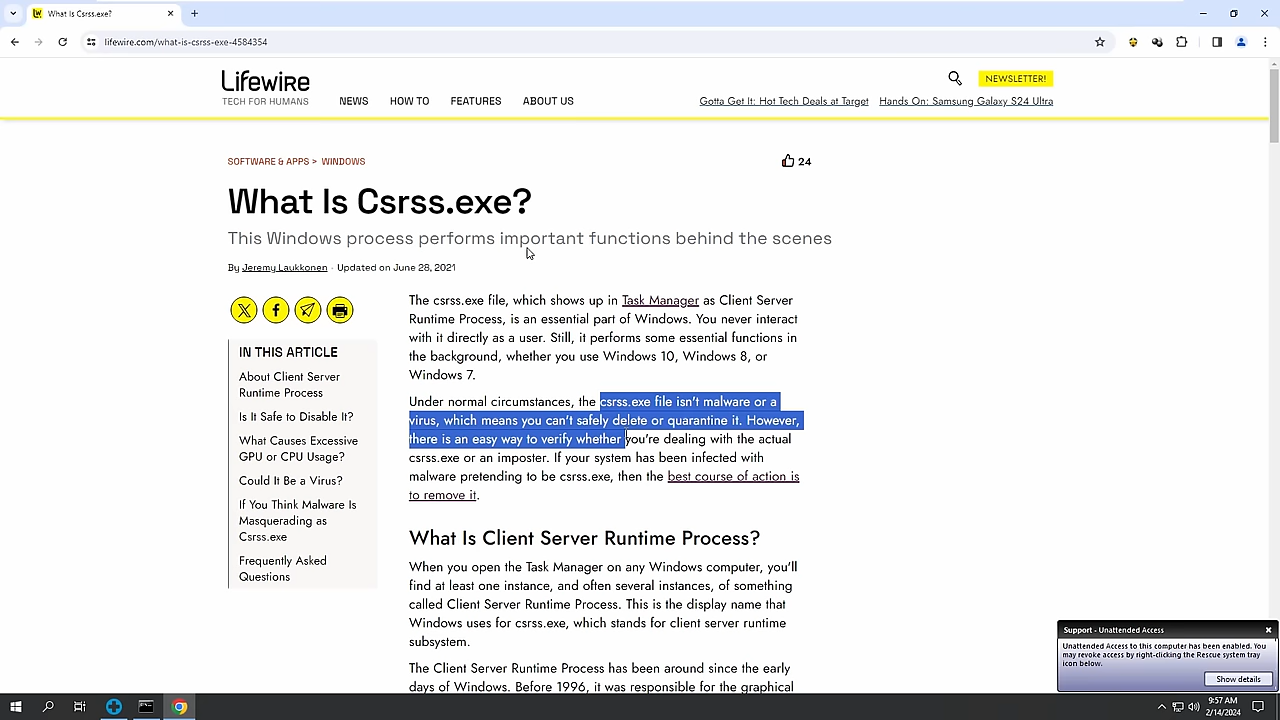 What Is Csrss.exe?
lifewire.com/what-is-csrss-exe-4584354
Lifewire
TECH FOR HUMANS
NEWS
HOW TO
FEATURES
ABOUT US
NEWSLETTER!
Gotta Get It: Hot Tech Deals at Target
Hands On: Samsung Galaxy S24 Ultra
SOFTWARE & APPS > WINDOWS
24
What Is Csrss.exe?
This Windows process performs important functions behind the scenes
By Jeremy Laukkonen · Updated on June 28, 2021
IN THIS ARTICLE
About Client Server
Runtime Process
Is It Safe to Disable It?
What Causes Excessive
GPU or CPU Usage?
Could It Be a Virus?
If You Think Malware Is
Masquerading as
Csrss.exe
Frequently Asked
Questions
The csrss.exe file, which shows up in Task Manager as Client Server
Runtime Process, is an essential part of Windows. You never interact
with it directly as a user. Still, it performs some essential functions in
the background, whether you use Windows 10, Windows 8, or
Windows 7.
Under normal circumstances, the csrss.exe file isn't malware or a
virus, which means you can't safely delete or quarantine it. However,
there is an easy way to verify whether you're dealing with the actual
csrss.exe or an imposter. If your system has been infected with
malware pretending to be csrss.exe, then the best course of action is
to remove it.
What Is Client Server Runtime Process?
When you open the Task Manager on any Windows computer, you'll
find at least one instance, and often several instances, of something
called Client Server Runtime Process. This is the display name that
Windows uses for csrss.exe, which stands for client server runtime
subsystem.
The Client Server Runtime Process has been around since the early
days of Windows. Before 1996, it was responsible for the graphical
Support - Unattended Access
Unattended Access to this computer has been enabled. You
may revoke access by right-clicking the Rescue system tray
icon below.
Show details
9:57 AM
2/14/2024